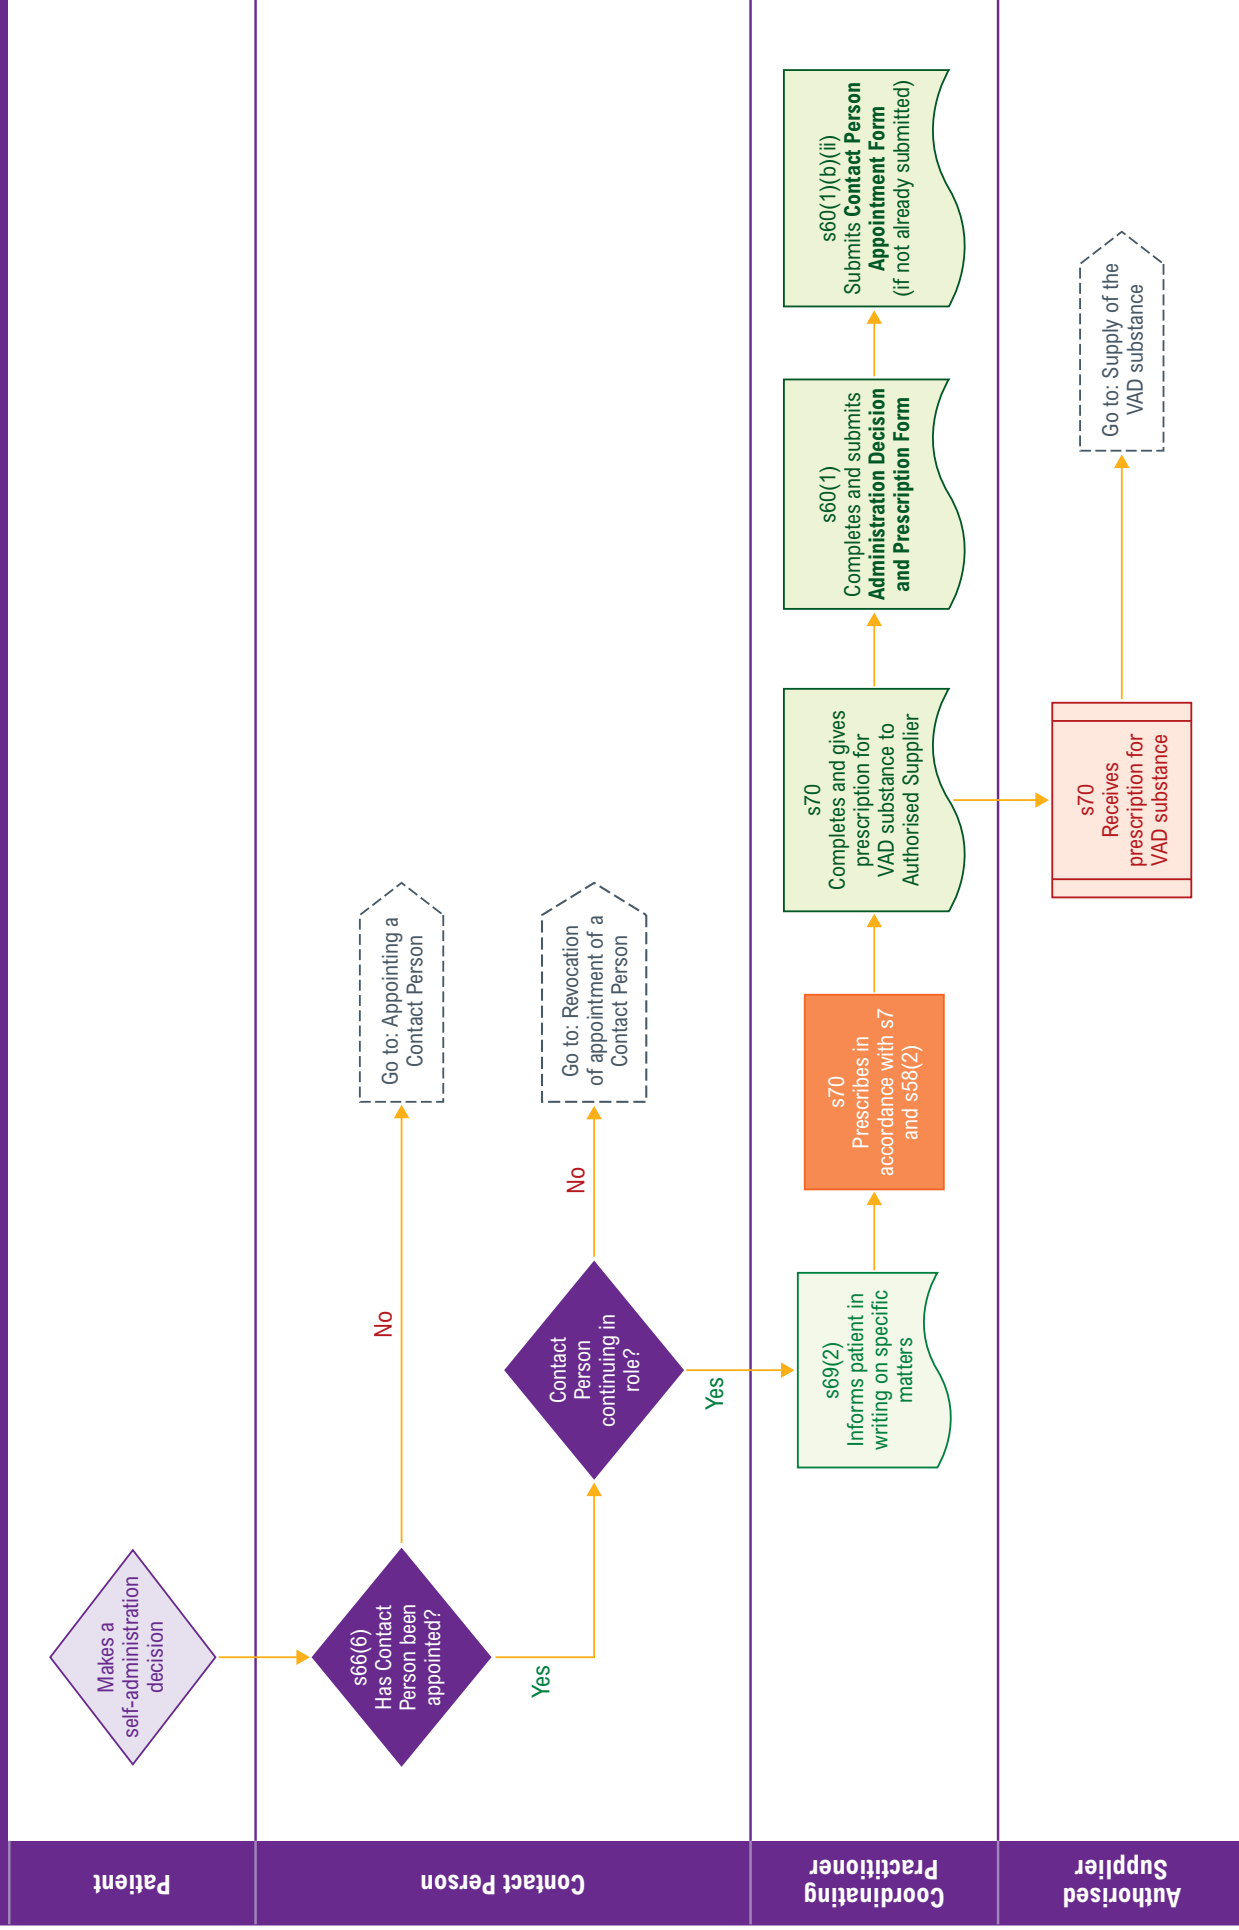 Patient
Makes a
self-administration
decision
Contact Person
s66(6)
Has Contact
Person been
appointed?
No
Go to: Appointing a
Contact Person
Yes
Contact
Person
continuing in
role?
No
Go to: Revocation
of appointment of a
Contact Person
Yes
Coordinating
Practitioner
s69(2)
Informs patient in
writing on specific
matters
s70
Prescribes in
accordance with s7
and s58(2)
s70
Completes and gives
prescription for
VAD substance to
Authorised Supplier
s60(1)
Completes and submits
Administration Decision
and Prescription Form
s60(1)(b)(ii)
Submits Contact Person
Appointment Form
(if not already submitted)
Authorised
Supplier
s70
Receives
prescription for
VAD substance
Go to: Supply of the
VAD substance